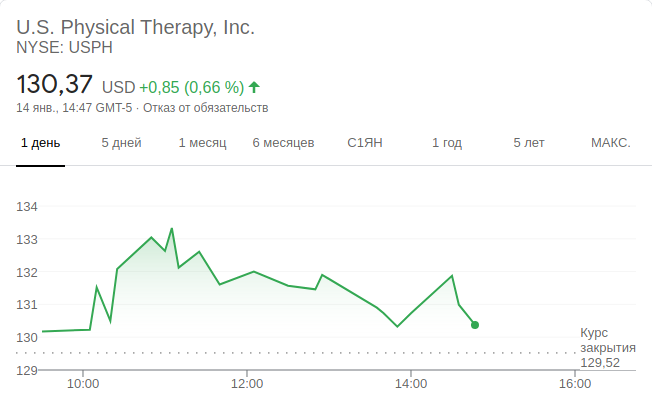 U.S. Physical Therapy, Inc.
NYSE: USPH
130,37 USD +0,85 (0,66 %)
14 янв., 14:47 GMT-5 · Отказ от обязательств
1 день 5 дней 1 месяц 6 месяцев С1ЯН 1 год 5 лет МАКС.
134
133
132
131
130
129
Курс
закрытия
129,52
10:00 12:00 14:00 16:00